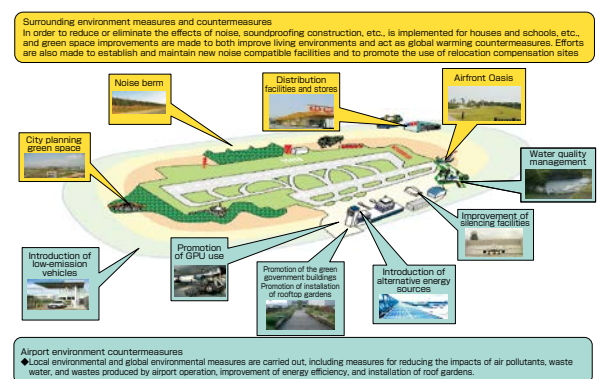 Surrounding environment measures and countermeasures
In order to reduce or eliminate the effects of noise, soundproofing construction, etc., is implemented for houses and schools, etc.,
and green space improvements are made to both improve living environments and act as global warming countermeasures. Efforts
are also made to establish and maintain new noise compatible facilities and to promote the use of relocation compensation sites
Noise berm
Distribution
facilities and stores
Airfront Oasis
City planning
green space
Water quality
management
Improvement of
silencing facilities
Introduction of
low-emission
vehicles
Promotion
of GPU use
Promotion of the green
government buildings
Promotion of installation
of rooftop gardens
Introduction of
alternative energy
sources
Airport environment countermeasures
◆Local environmental and global environmental measures are carried out, including measures for reducing the impacts of air pollutants, waste
water, and wastes produced by airport operation, improvement of energy efficiency, and installation of roof gardens.